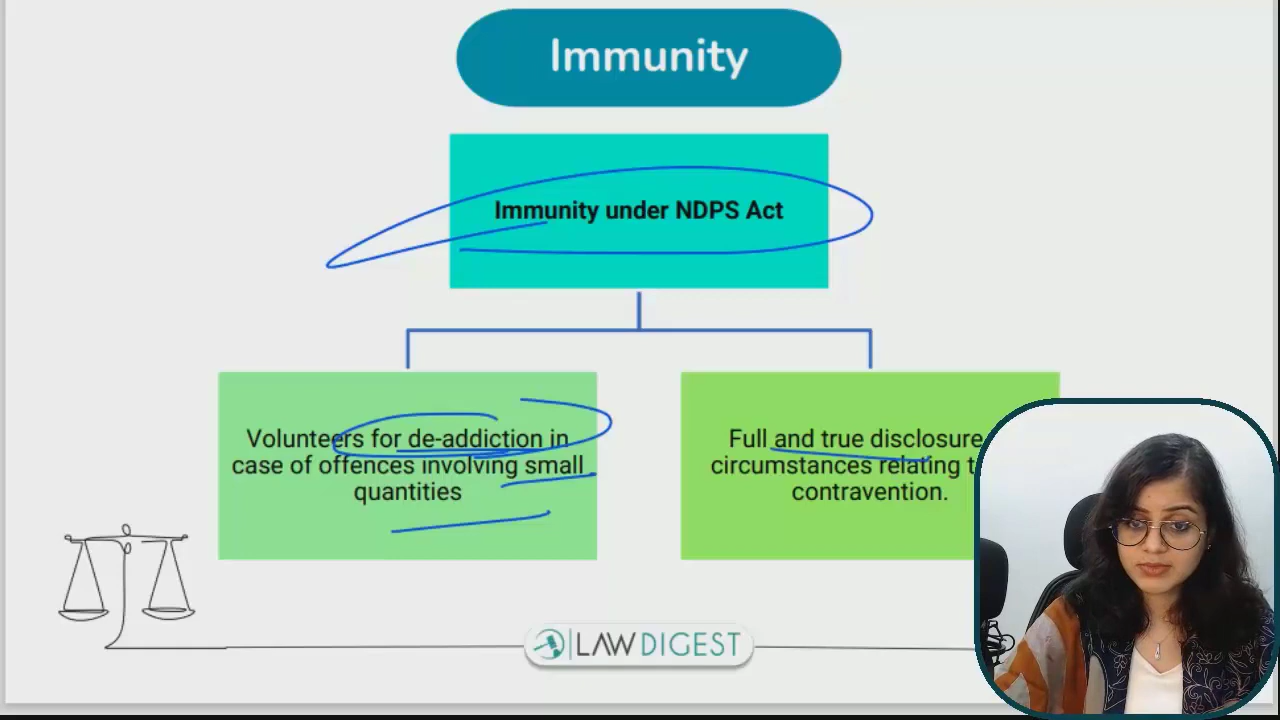 Immunity
Immunity under NDPS Act
Volunteers for de-addiction in
case of offences involving small
quantities
Full and true disclosure
circumstances relating t
contravention.
LAWDIGEST